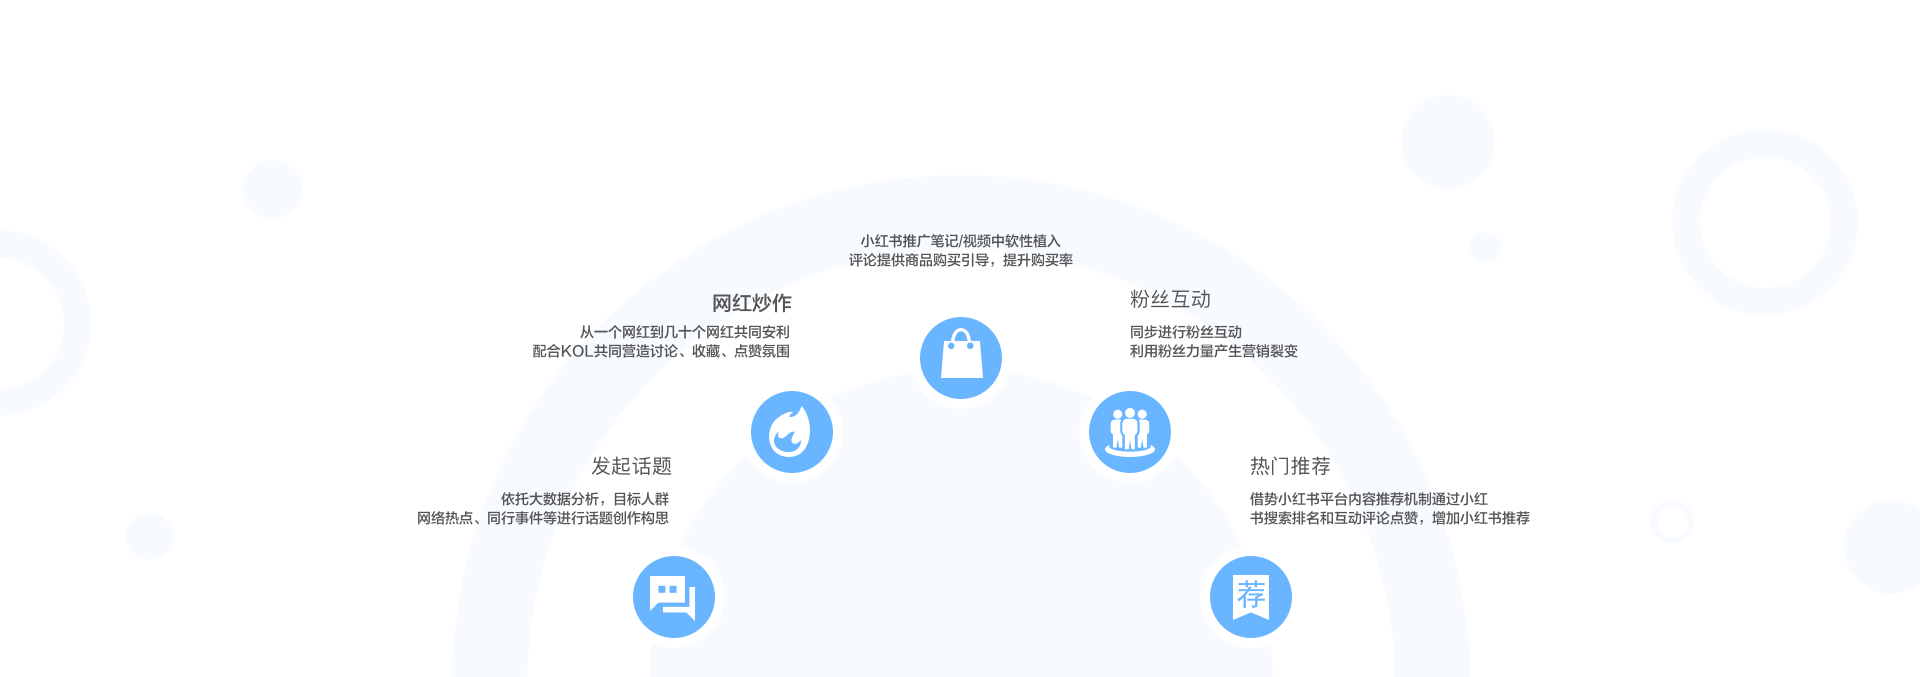 小红书推广笔记/视频中软性植入
评论提供商品购买引导，提升购买率
网红炒作
从一个网红到几十个网红共同安利
配合KOL共同营造讨论、收藏、点赞氛围
粉丝互动
同步进行粉丝互动
利用粉丝力量产生营销裂变
发起话题
依托大数据分析，目标人群
网络热点、同行事件等进行话题创作构思
热门推荐
借势小红书平台内容推荐机制通过小红
书搜索排名和互动评论点赞，增加小红书推荐
荐